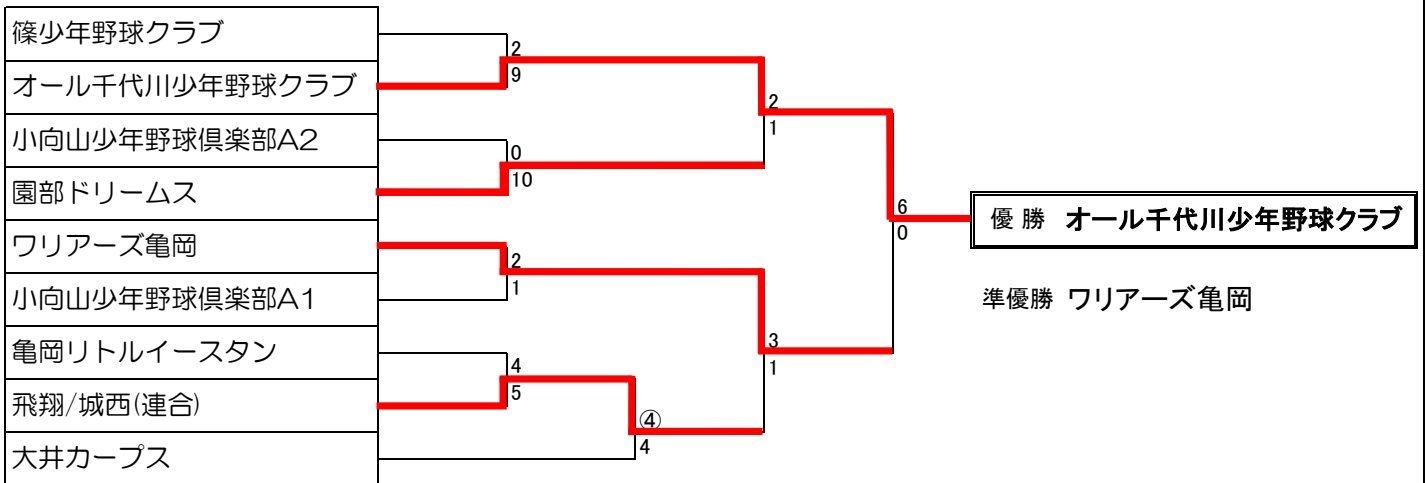 篠少年野球クラブ
2
9
オール千代川少年野球クラブ
2
1
小向山少年野球倶楽部A2
0
10
園部ドリームス
6
0
優勝 オール千代川少年野球クラブ
ワリアーズ亀岡
2
1
小向山少年野球倶楽部A1
準優勝 ワリアーズ亀岡
亀岡リトルイースタン
3
1
4
5
飛翔/城西(連合)
④
4
大井カープス